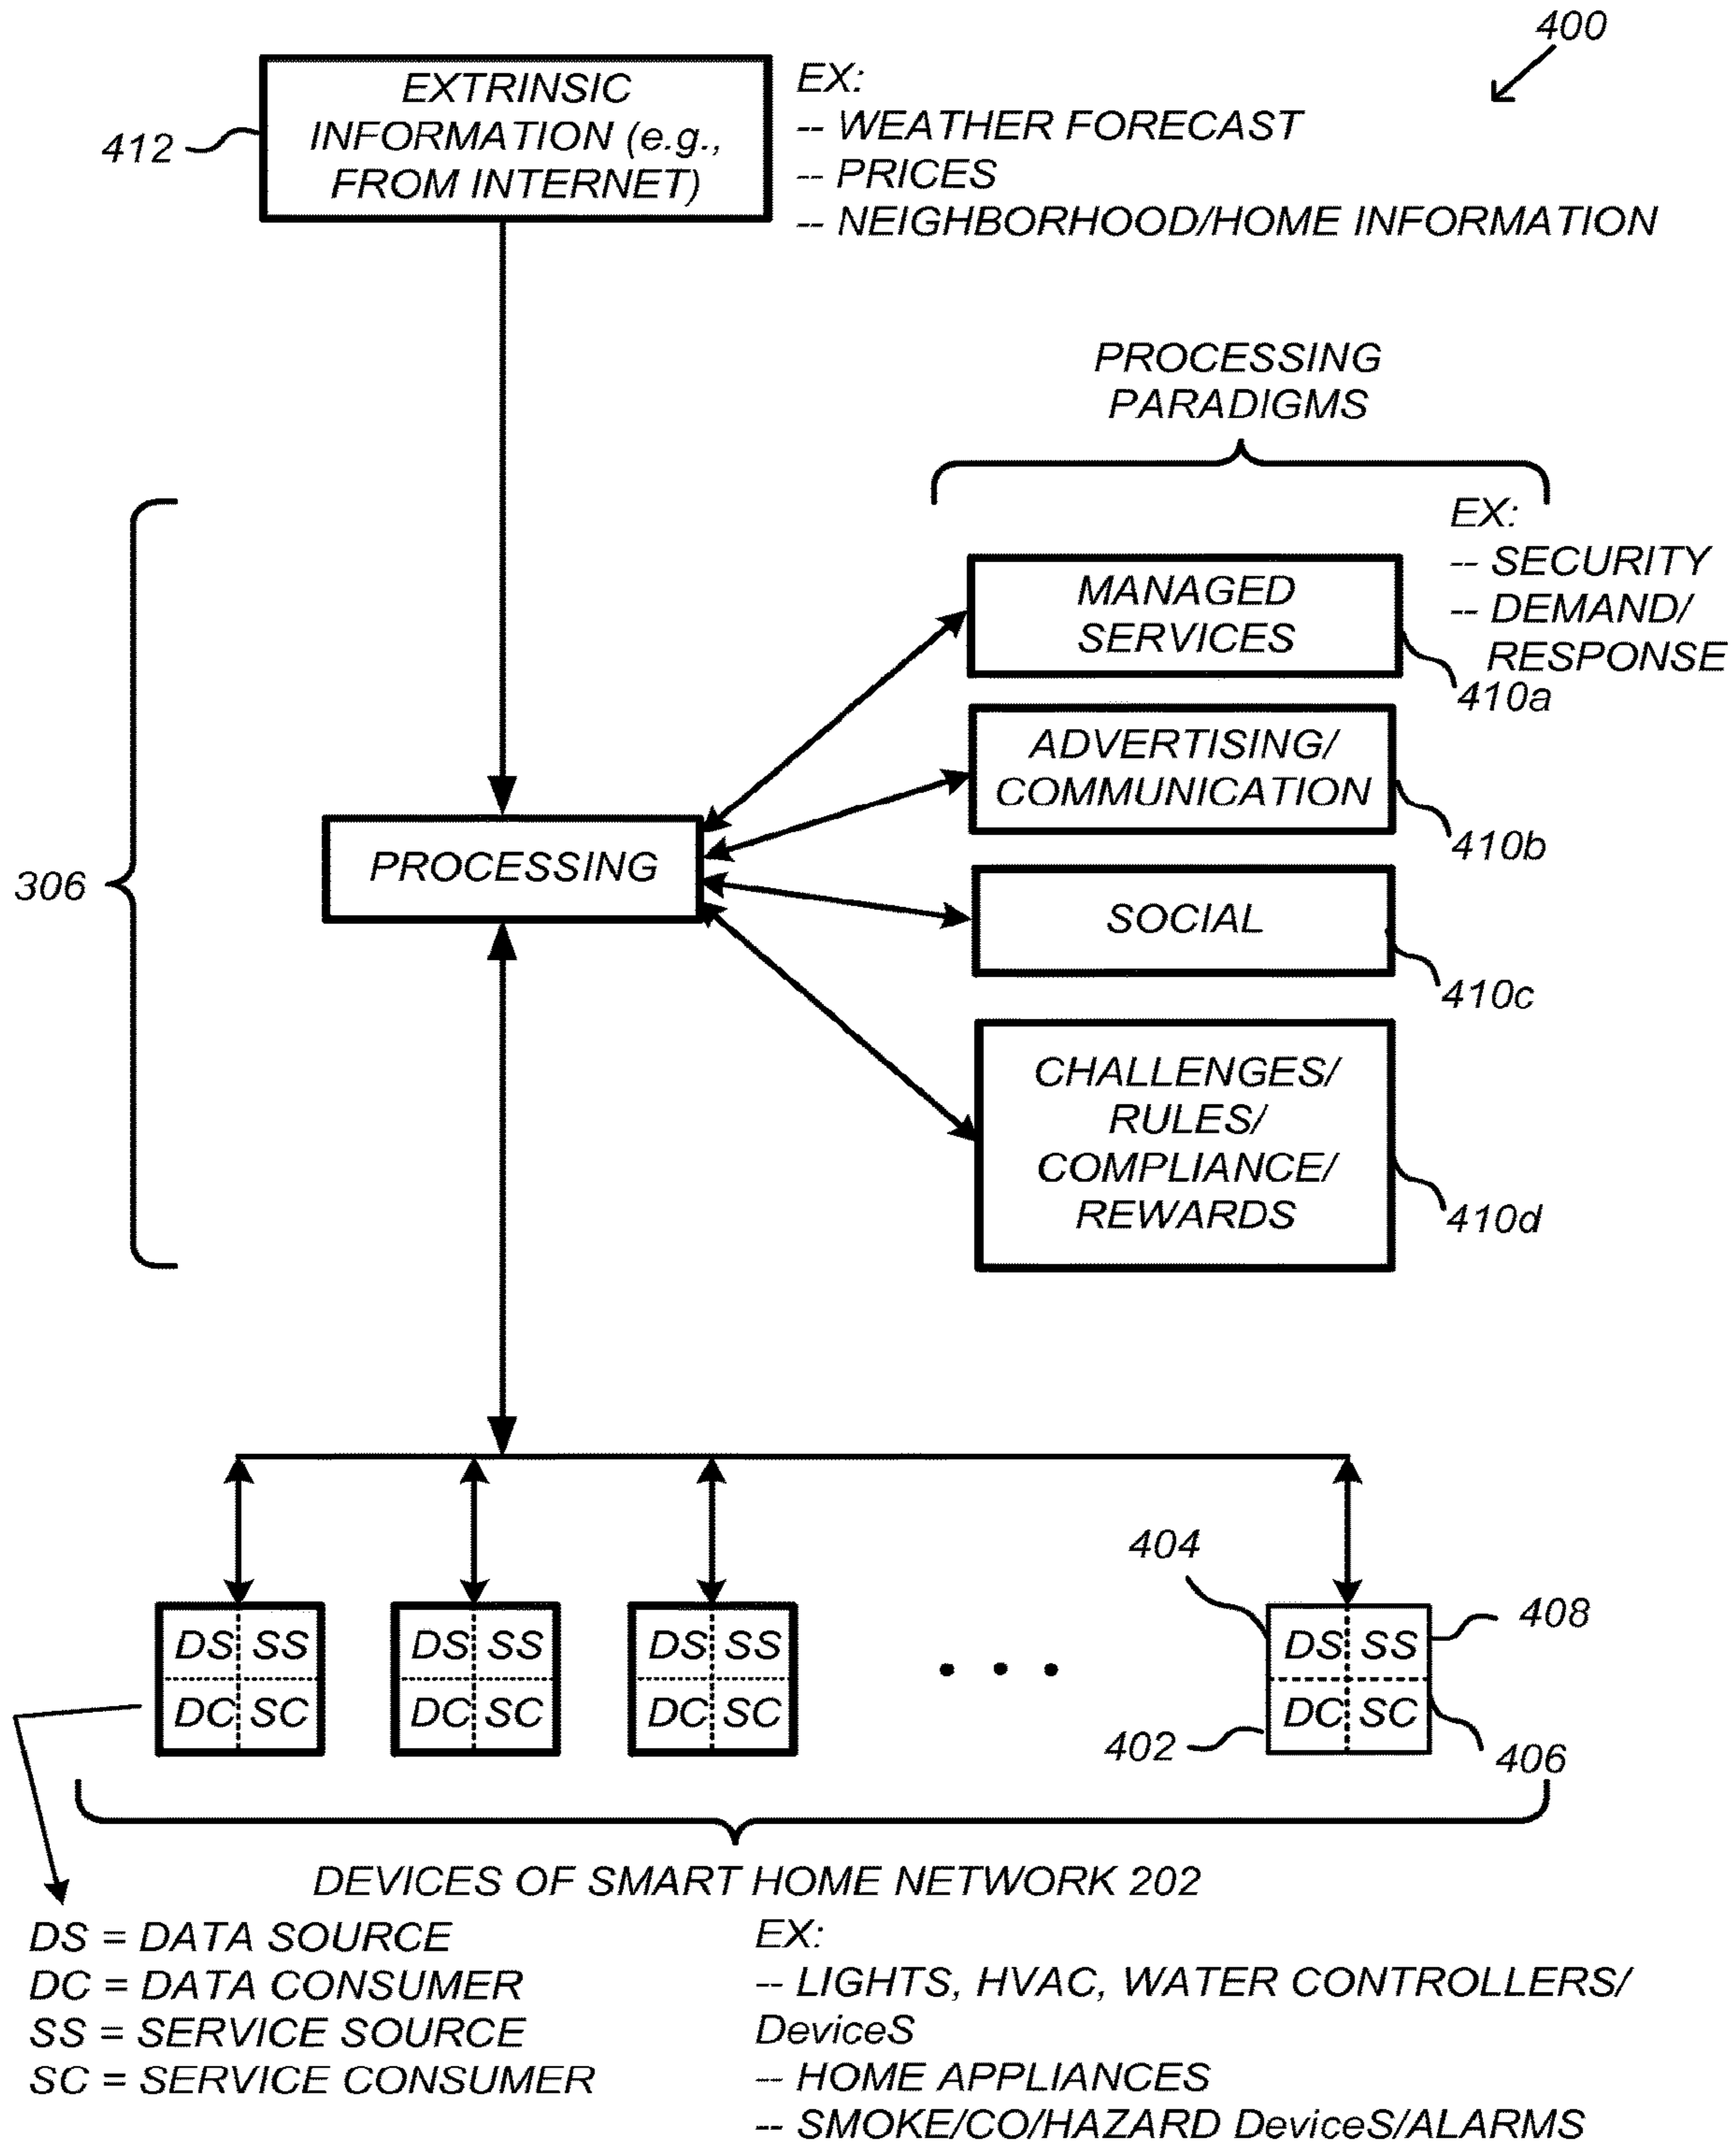 400
EXTRINSIC
INFORMATION (e.g.,
FROM INTERNET)
412
EX:
-- WEATHER FORECAST
-- PRICES
-- NEIGHBORHOOD/HOME INFORMATION
PROCESSING
PARADIGMS
EX:
-- SECURITY
-- DEMAND/
RESPONSE
MANAGED
SERVICES
410a
ADVERTISING/
COMMUNICATION
410b
306
PROCESSING
SOCIAL
410c
CHALLENGES/
RULES/
COMPLIANCE/
REWARDS
410d
404
408
DS SS
DC SC
DS SS
DC SC
DS SS
DC SC
• • •
DS SS
DC SC
402
406
DEVICES OF SMART HOME NETWORK 202
DS = DATA SOURCE
DC = DATA CONSUMER
SS = SERVICE SOURCE
SC = SERVICE CONSUMER
EX:
-- LIGHTS, HVAC, WATER CONTROLLERS/
DeviceS
-- HOME APPLIANCES
-- SMOKE/CO/HAZARD DeviceS/ALARMS